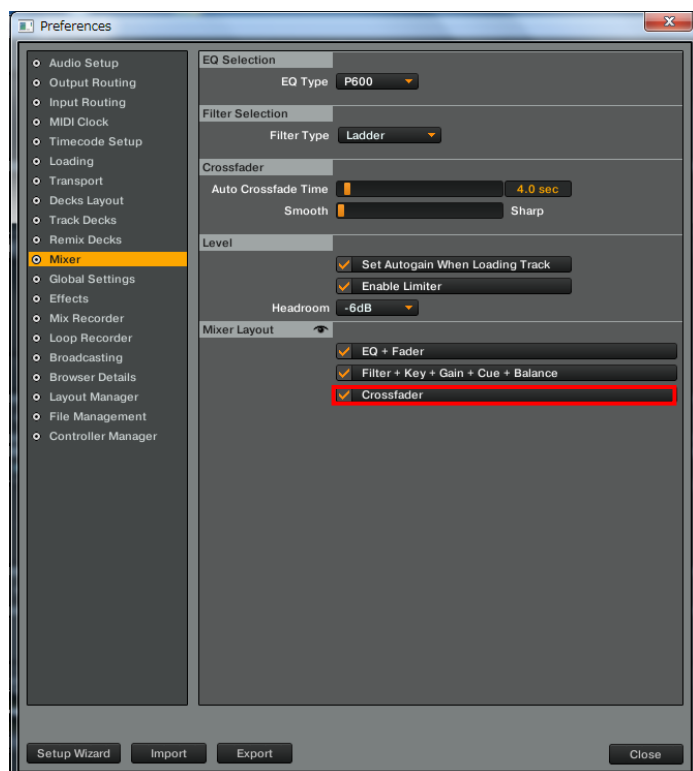 Preferences
Audio Setup
Output Routing
Input Routing
MIDI Clock
Timecode Setup
Loading
Transport
Decks Layout
Track Decks
Remix Decks
Mixer
Global Settings
Effects
Mix Recorder
Loop Recorder
Broadcasting
Browser Details
Layout Manager
File Management
Controller Manager
EQ Selection
EQ Type P600
Filter Selection
Filter Type Ladder
Crossfader
Auto Crossfade Time 4.0 sec
Smooth Sharp
Level
Set Autogain When Loading Track
Enable Limiter
Headroom -6dB
Mixer Layout
EQ + Fader
Filter + Key + Gain + Cue + Balance
Crossfader
Setup Wizard Import Export Close